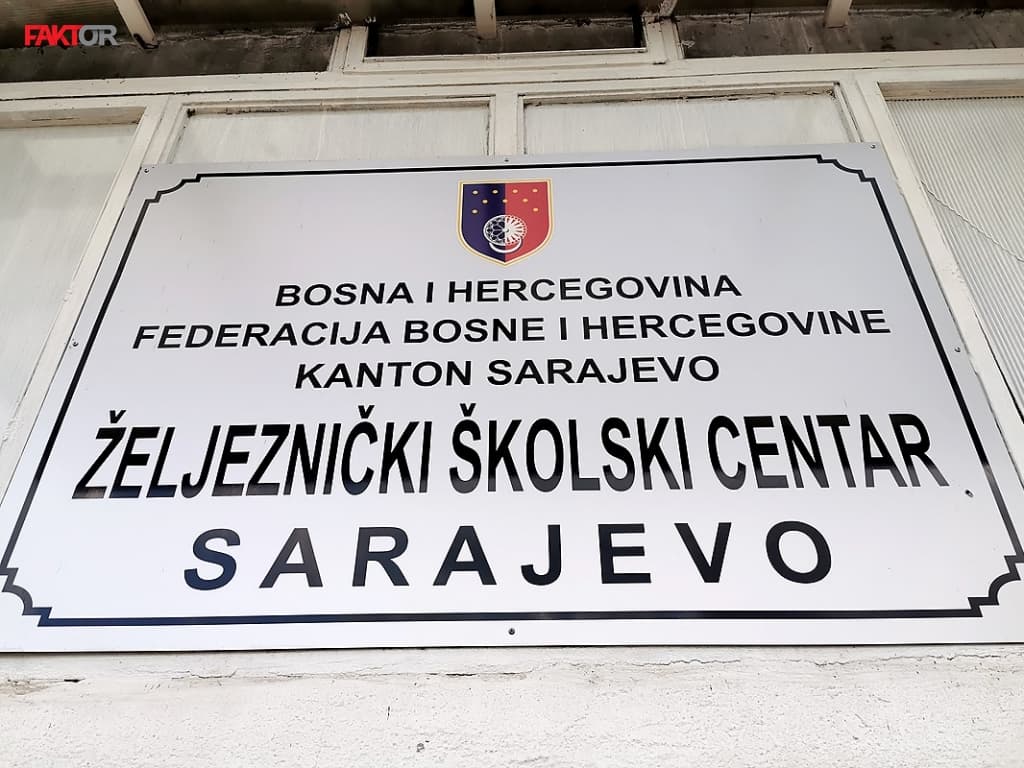 FAKTOR
BOSNA I HERCEGOVINA
FEDERACIJA BOSNE I HERCEGOVINE
KANTON SARAJEVO
ŽELJEZNIČKI ŠKOLSKI CENTAR
SARAJEVO